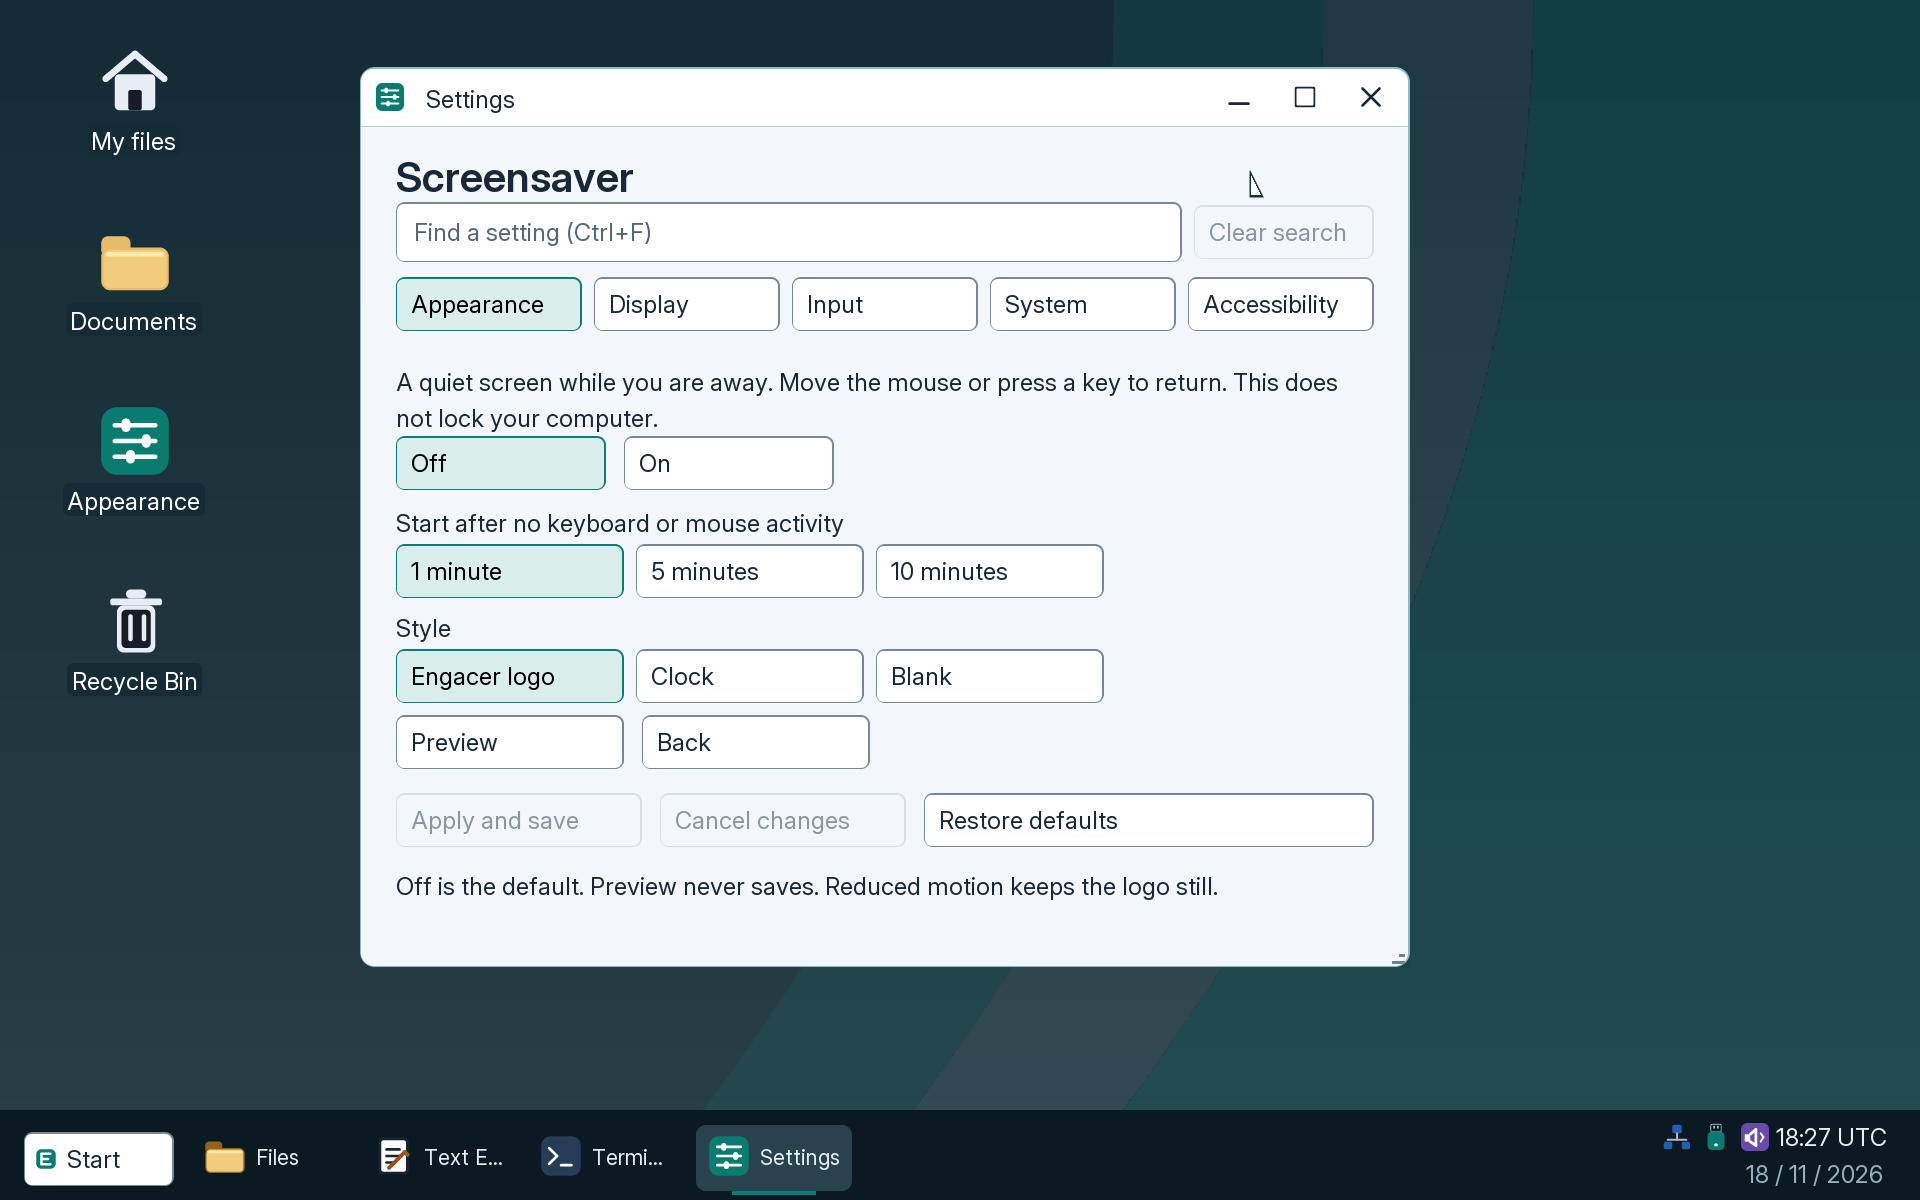 My files
Documents
Appearance
Recycle Bin
Settings
Screensaver
Find a setting (Ctrl+F)
Clear search
Appearance
Display
Input
System
Accessibility
A quiet screen while you are away. Move the mouse or press a key to return. This does
not lock your computer.
Off
On
Start after no keyboard or mouse activity
1 minute
5 minutes
10 minutes
Style
Engacer logo
Clock
Blank
Preview
Back
Apply and save
Cancel changes
Restore defaults
Off is the default. Preview never saves. Reduced motion keeps the logo still.
E
Start
Files
Text E...
Termi...
Settings
18:27 UTC
18 / 11 / 2026